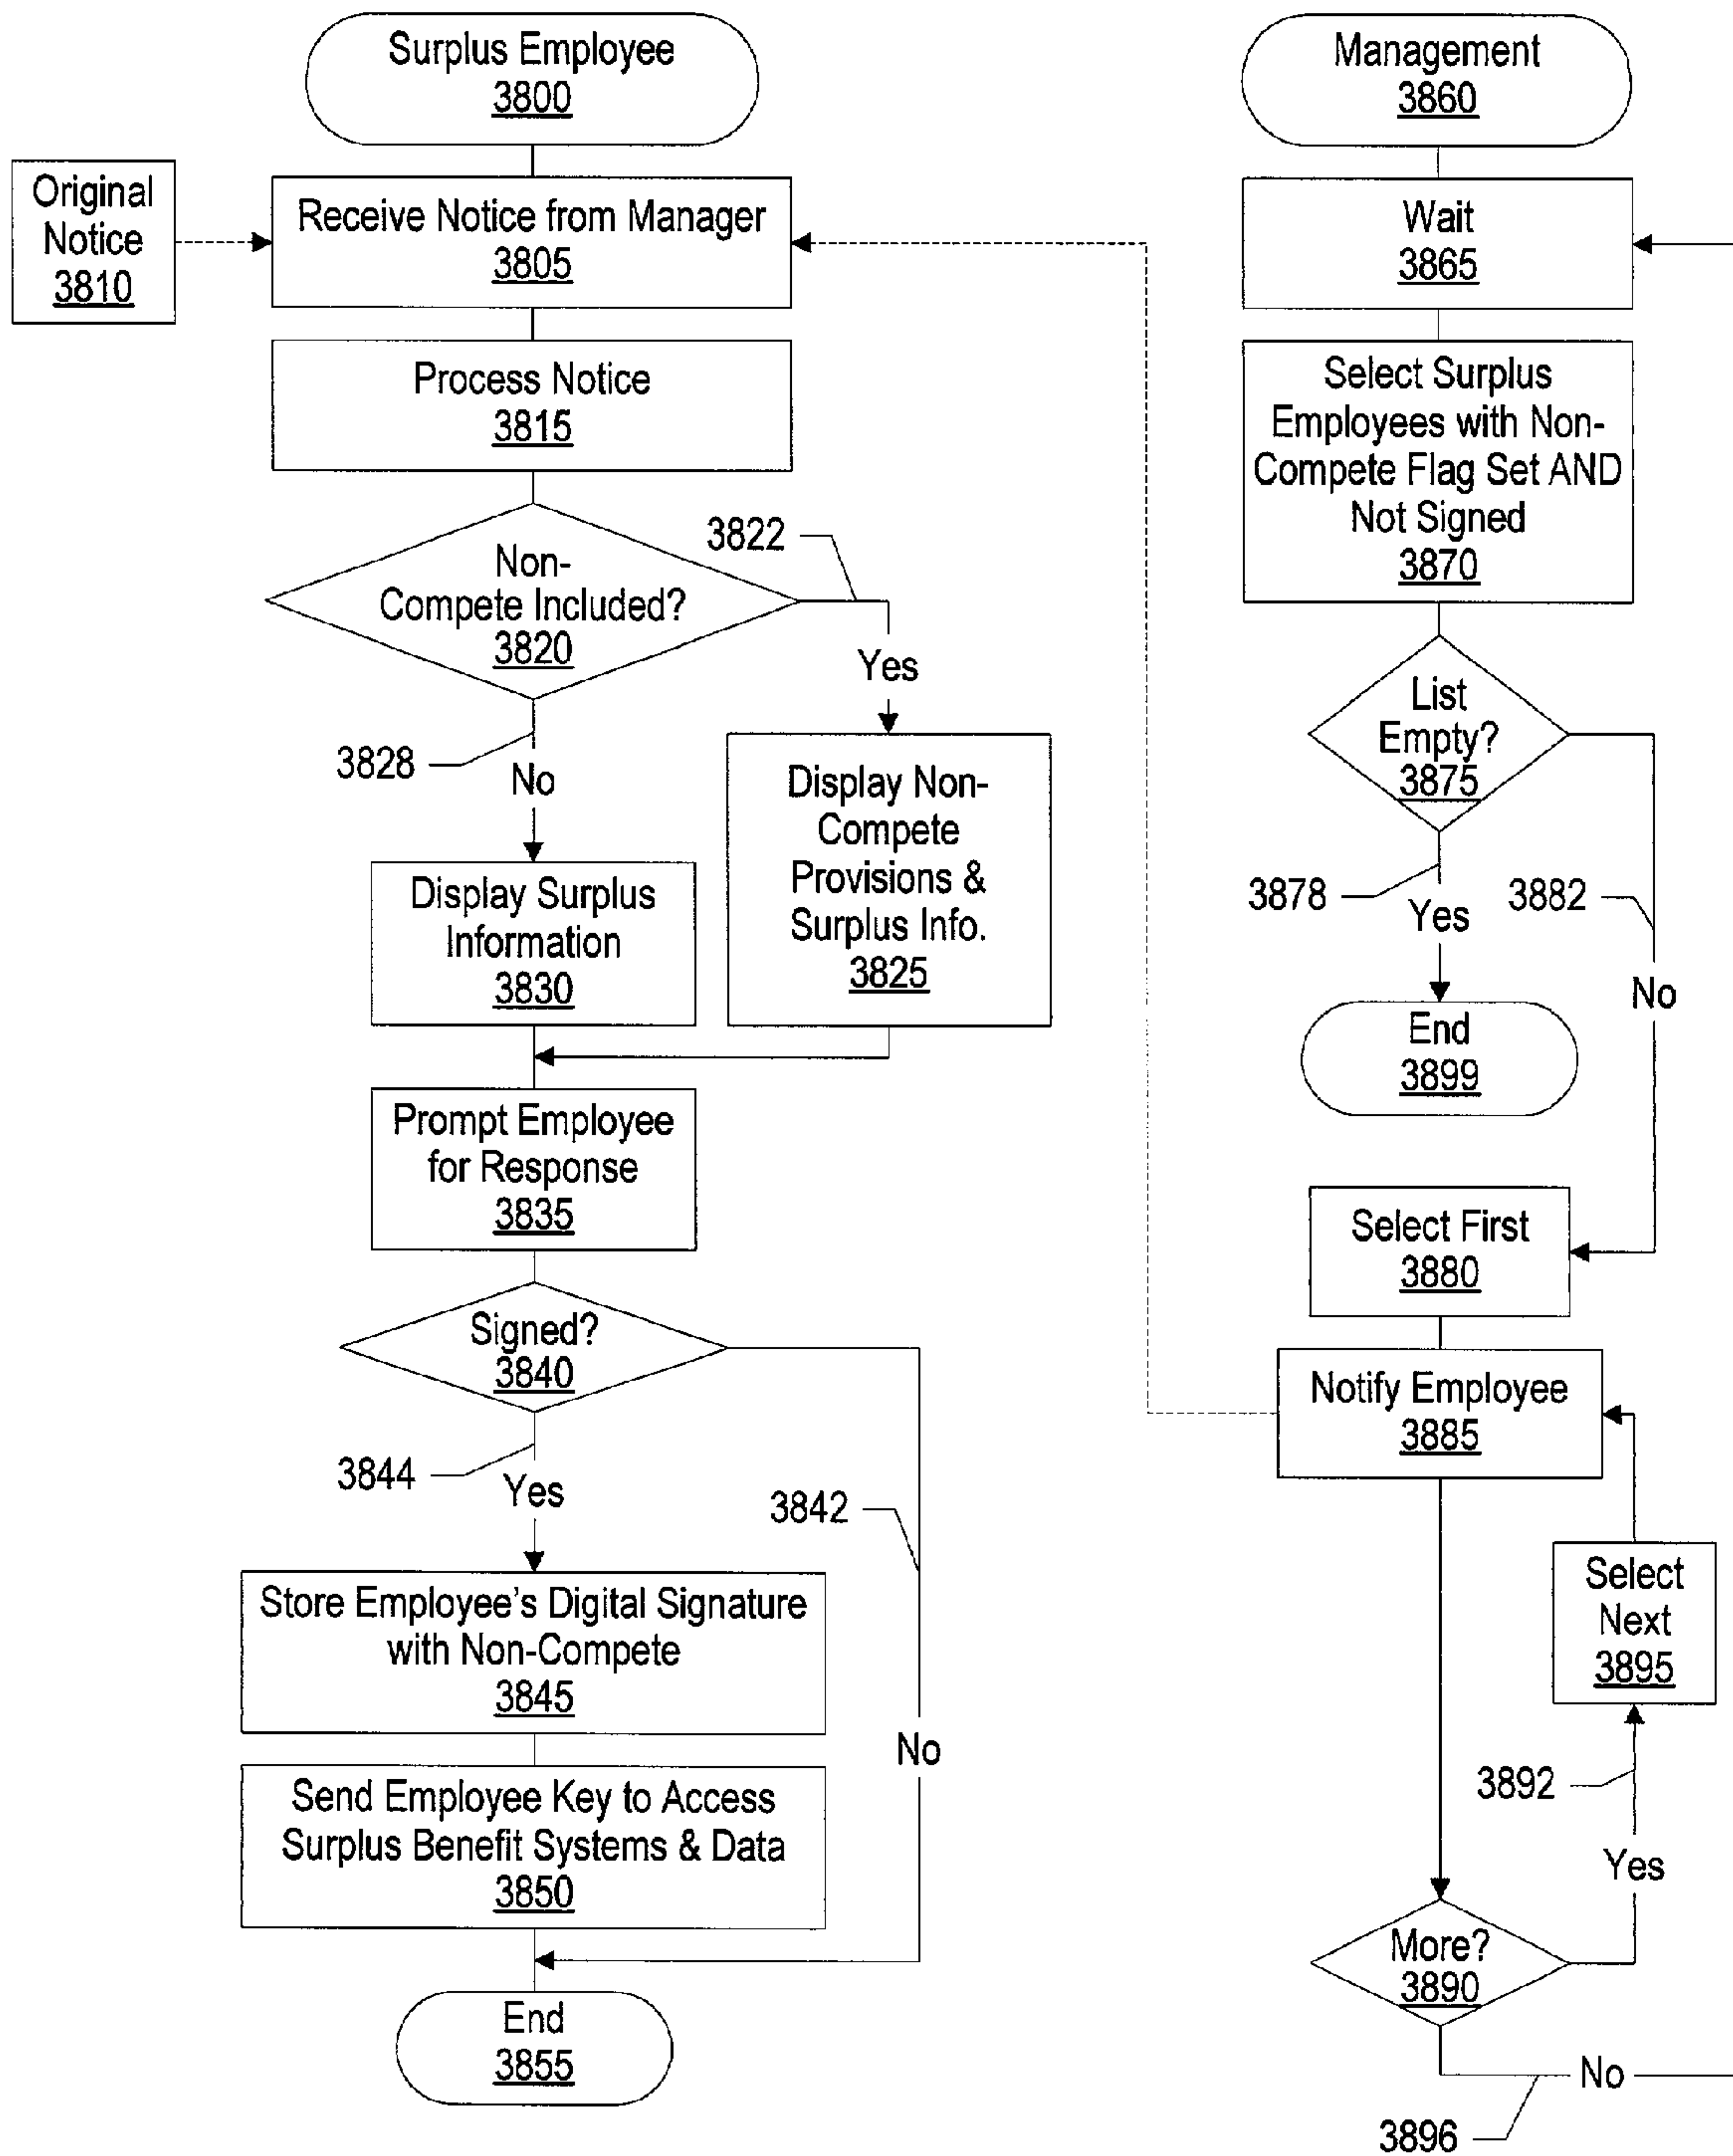 Surplus Employee
3800
Original
Notice
3810
Receive Notice from Manager
3805
Process Notice
3815
Non-
Compete Included?
3820
3822
Yes
3828
No
Display Non-
Compete
Provisions &
Surplus Info.
3825
Display Surplus
Information
3830
Prompt Employee
for Response
3835
Signed?
3840
3844
Yes
3842
No
Store Employee's Digital Signature
with Non-Compete
3845
Send Employee Key to Access
Surplus Benefit Systems & Data
3850
End
3855
Management
3860
Wait
3865
Select Surplus
Employees with Non-
Compete Flag Set AND
Not Signed
3870
List
Empty?
3875
3878
Yes
3882
No
End
3899
Select First
3880
Notify Employee
3885
Select
Next
3895
3892
Yes
More?
3890
No
3896